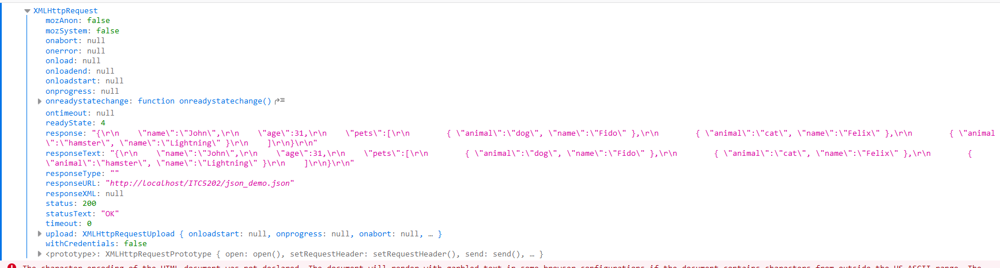 XMLHttpRequest
mozAnon: false
mozSystem: false
onabort: null
onerror: null
onload: null
onloadend: null
onloadstart: null
onprogress: null
onreadystatechange: function onreadystatechange()
ontimeout: null
readyState: 4
response: "{\r\n    \"name\":\"John\",\r\n    \"age\":31,\r\n    \"pets\":[\r\n        { \"animal\":\"dog\", \"name\":\"Fido\" },\r\n        { \"animal\":\"cat\", \"name\":\"Felix\" },\r\n        { \"animal
\":\"hamster\", \"name\":\"Lightning\" }\r\n    ]\r\n}\r\n"
responseText: "{\r\n    \"name\":\"John\",\r\n    \"age\":31,\r\n    \"pets\":[\r\n        { \"animal\":\"dog\", \"name\":\"Fido\" },\r\n        { \"animal\":\"cat\", \"name\":\"Felix\" },\r\n        {
\"animal\":\"hamster\", \"name\":\"Lightning\" }\r\n    ]\r\n}\r\n"
responseType: ""
responseURL: "http://localhost/ITC5202/json_demo.json"
responseXML: null
status: 200
statusText: "OK"
timeout: 0
upload: XMLHttpRequestUpload { onloadstart: null, onprogress: null, onabort: null, … }
withCredentials: false
<prototype>: XMLHttpRequestPrototype { open: open(), setRequestHeader: setRequestHeader(), send: send(), … }
The character encoding of the HTML document was not declared. The document will render with garbled text in some browser configurations if the document contains characters from outside the US-ASCII range. The